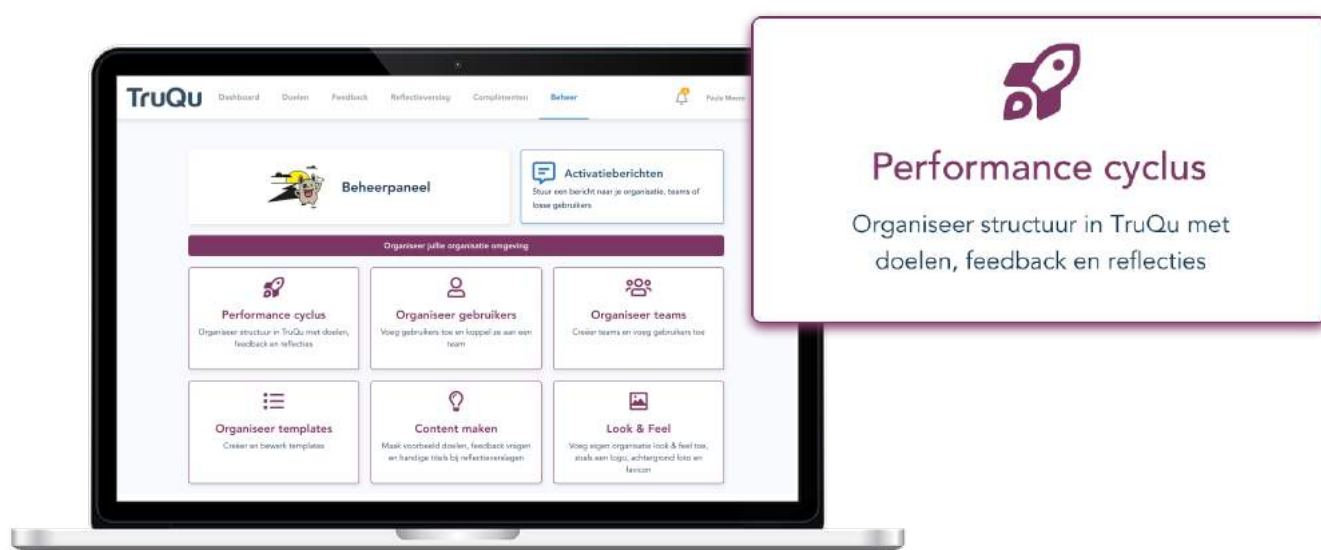 TruQu
Dashboard Doelen Feedback Reflectieverslag Complimenten Beheer
Beheerpaneel
Activatieberichten
Stuur een bericht naar je organisatie, teams of
losse gebruikers
Organiseer jullie organisatie omgeving
Performance cyclus
Organiseer structuur in TruQu met doelen,
feedback en reflecties
Organiseer gebruikers
Voeg gebruikers toe en koppel ze aan een
team
Organiseer teams
Creëer teams en voeg gebruikers toe
Organiseer templates
Creëer en bewerk templates
Content maken
Maak voorbeeld doelen, feedback vragen
en handige titels bij reflectieverslagen
Look & Feel
Voeg eigen organisatie look & feel toe,
zoals een logo, achtergrond foto en
favicon
Performance cyclus
Organiseer structuur in TruQu met
doelen, feedback en reflecties